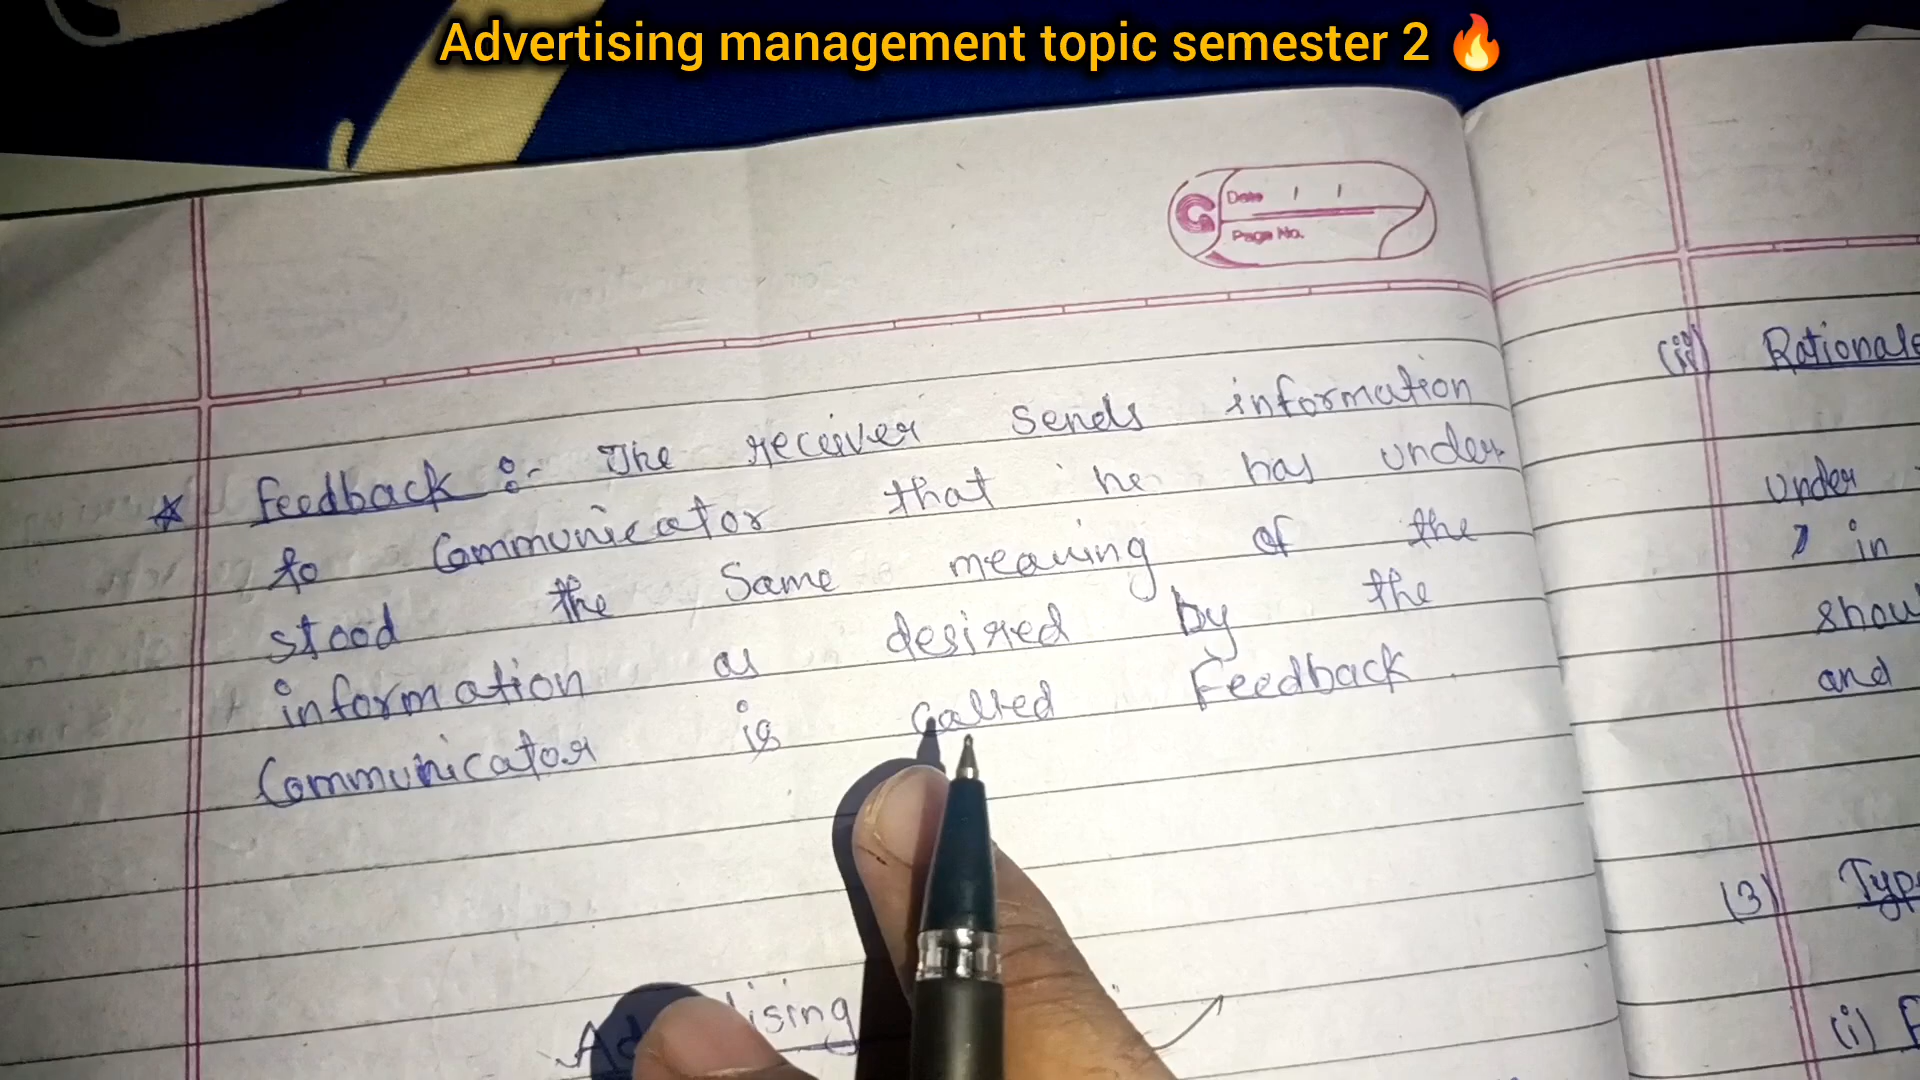 Advertising management topic semester 2 🔥
Date / /
Page No.
* Feedback :- The receiver sends information
to Communicator that he has under
stood the same meaning of the
information as desired by the
Communicator is called Feedback
Ad ising
(ii) Rationale
under
in
shou
and
(3) Typ
(i)